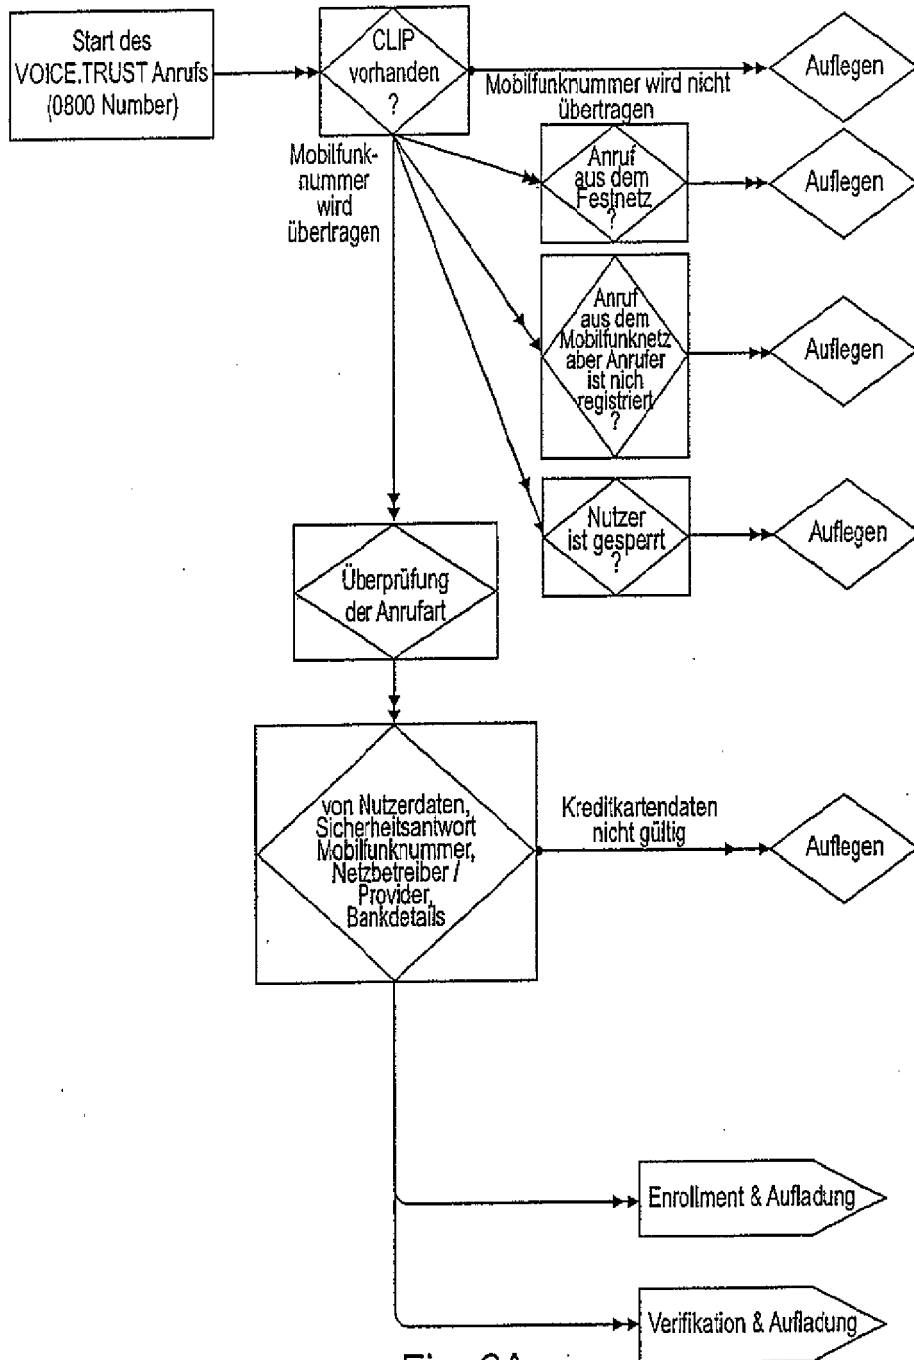 Start des
VOICE.TRUST Anrufs
(0800 Number)
CLIP
vorhanden
?
Mobilfunknummer wird nicht
übertragen
Auflegen
Mobilfunk-
nummer
wird
übertragen
Anruf
aus dem
Festnetz
?
Auflegen
Anruf
aus dem
Mobilfunknetz
aber Anrufer
ist nich
registriert
?
Auflegen
Nutzer
ist gesperrt
?
Auflegen
Überprüfung
der Anrufart
von Nutzerdaten,
Sicherheitsantwort
Mobilfunknummer,
Netzbetreiber /
Provider,
Bankdetails
Kreditkartendaten
nicht gültig
Auflegen
Enrollment & Aufladung
Verifikation & Aufladung